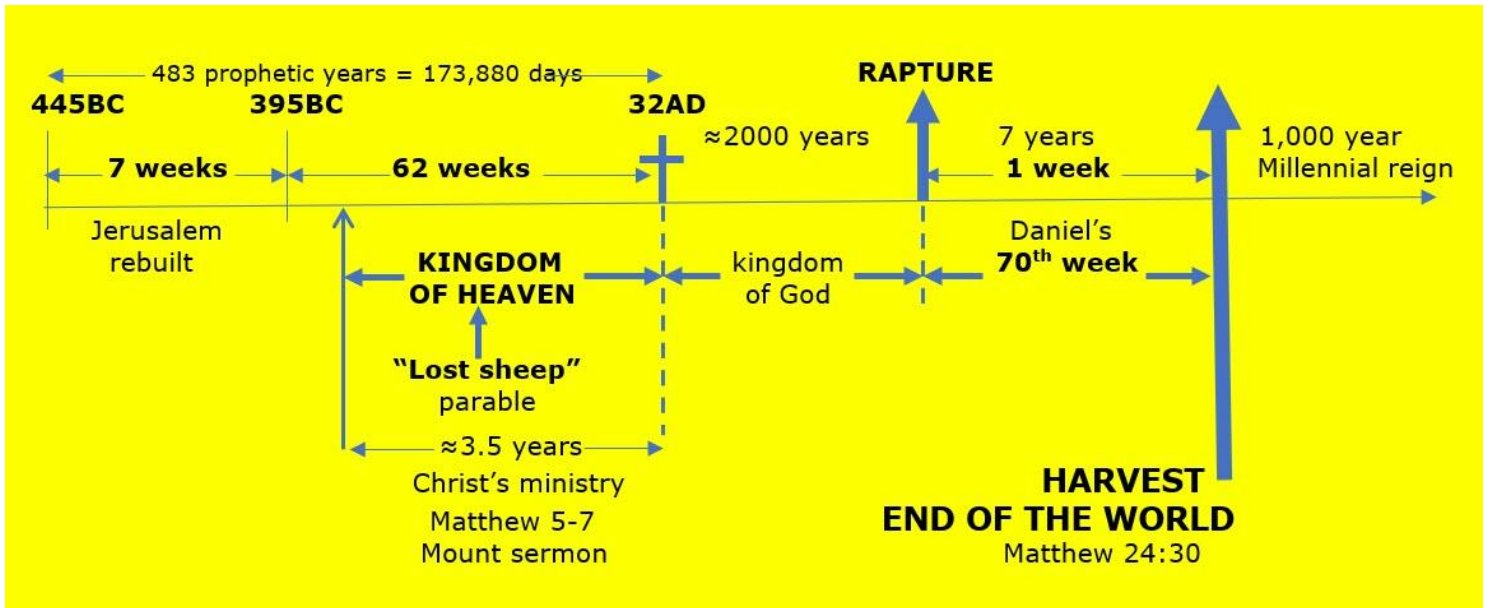 483 prophetic years = 173,880 days
445BC
395BC
32AD
RAPTURE
≈2000 years
7 years
1,000 year
Millennial reign
7 weeks
62 weeks
1 week
Jerusalem
rebuilt
KINGDOM
OF HEAVEN
kingdom
of God
Daniel’s
70th week
“Lost sheep”
parable
≈3.5 years
Christ’s ministry
Matthew 5-7
Mount sermon
HARVEST
END OF THE WORLD
Matthew 24:30